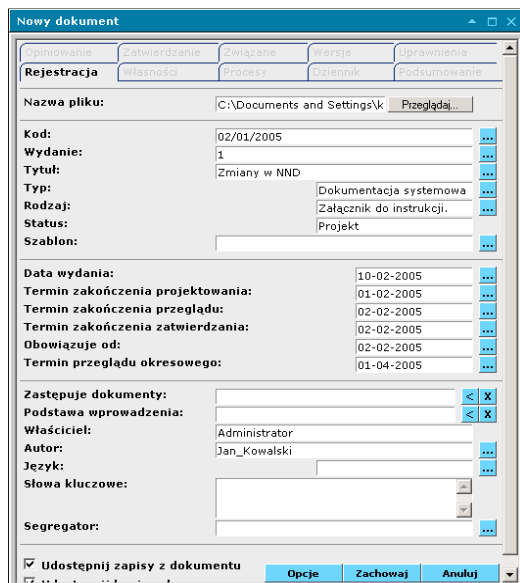 Nowy dokument
Opiniowanie Zatwierdzanie Związane Wersje Uprawnienia
Rejestracja Własności Procesy Dziennik Podsumowanie
Nazwa pliku: C:\Documents and Settings\k Przeglądaj...
Kod: 02/01/2005 ...
Wydanie: 1 ...
Tytuł: Zmiany w NND ...
Typ: Dokumentacja systemowa ...
Rodzaj: Załącznik do instrukcji. ...
Status: Projekt
Szablon: ...
Data wydania: 10-02-2005 ...
Termin zakończenia projektowania: 01-02-2005 ...
Termin zakończenia przeglądu: 02-02-2005 ...
Termin zakończenia zatwierdzania: 02-02-2005 ...
Obowiązuje od: 02-02-2005 ...
Termin przeglądu okresowego: 01-04-2005 ...
Zastępuje dokumenty: < X
Podstawa wprowadzenia: < X
Właściciel: Administrator
Autor: Jan_Kowalski ...
Język: ...
Słowa kluczowe:
Segregator: ...
Udostępnij zapisy z dokumentu
Opcje Zachowaj Anuluj